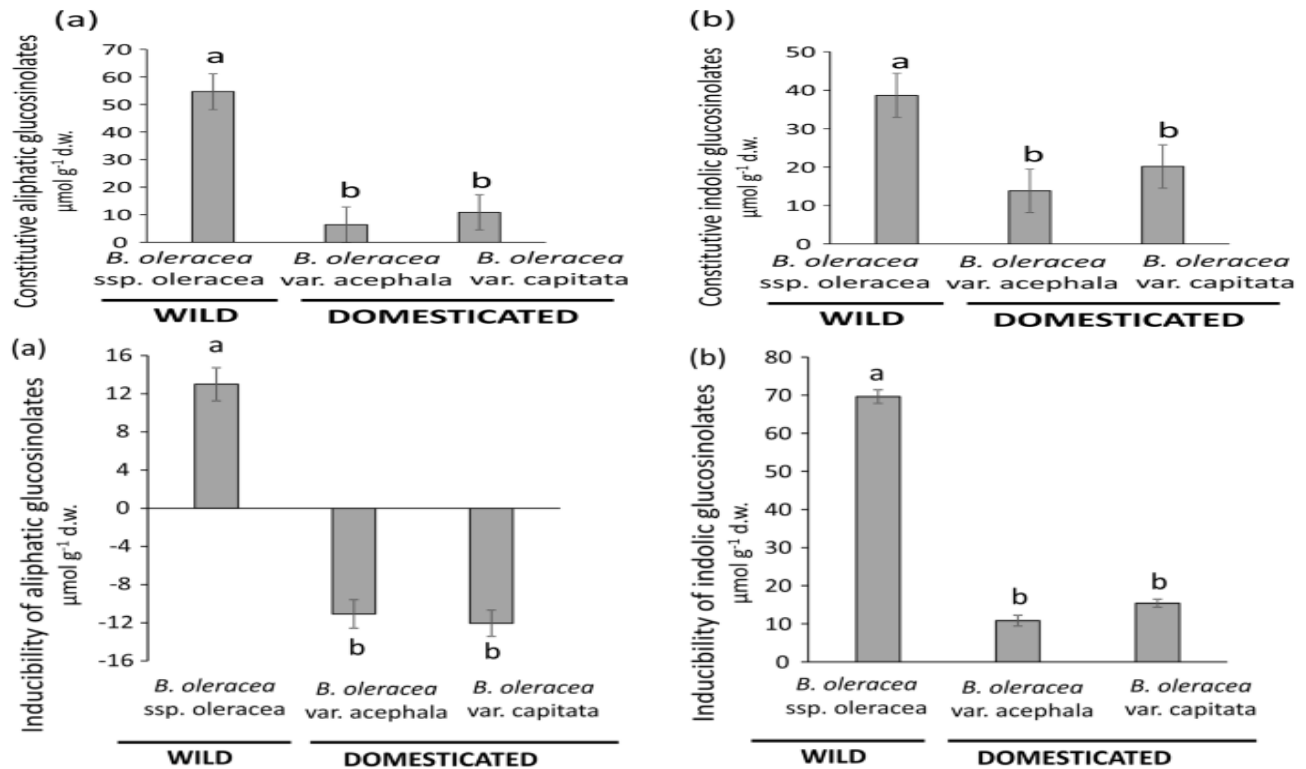 (a)
Constitutive aliphatic glucosinolates
µmol g⁻¹ d.w.
70
60
50
40
30
20
10
0
a
b
b
B. oleracea B. oleracea B. oleracea
ssp. oleracea var. acephala var. capitata
WILD DOMESTICATED
(b)
Constitutive indolic glucosinolates
µmol g⁻¹ d.w.
50
40
30
20
10
0
a
b
b
B. oleracea B. oleracea B. oleracea
ssp. oleracea var. acephala var. capitata
WILD DOMESTICATED
(a)
Inducibility of aliphatic glucosinolates
µmol g⁻¹ d.w.
16
12
8
4
0
-4
-8
-12
-16
a
b
b
B. oleracea B. oleracea B. oleracea
ssp. oleracea var. acephala var. capitata
WILD DOMESTICATED
(b)
Inducibility of indolic glucosinolates
µmol g⁻¹ d.w.
80
70
60
50
40
30
20
10
0
a
b
b
B. oleracea B. oleracea B. oleracea
ssp. oleracea var. acephala var. capitata
WILD DOMESTICATED